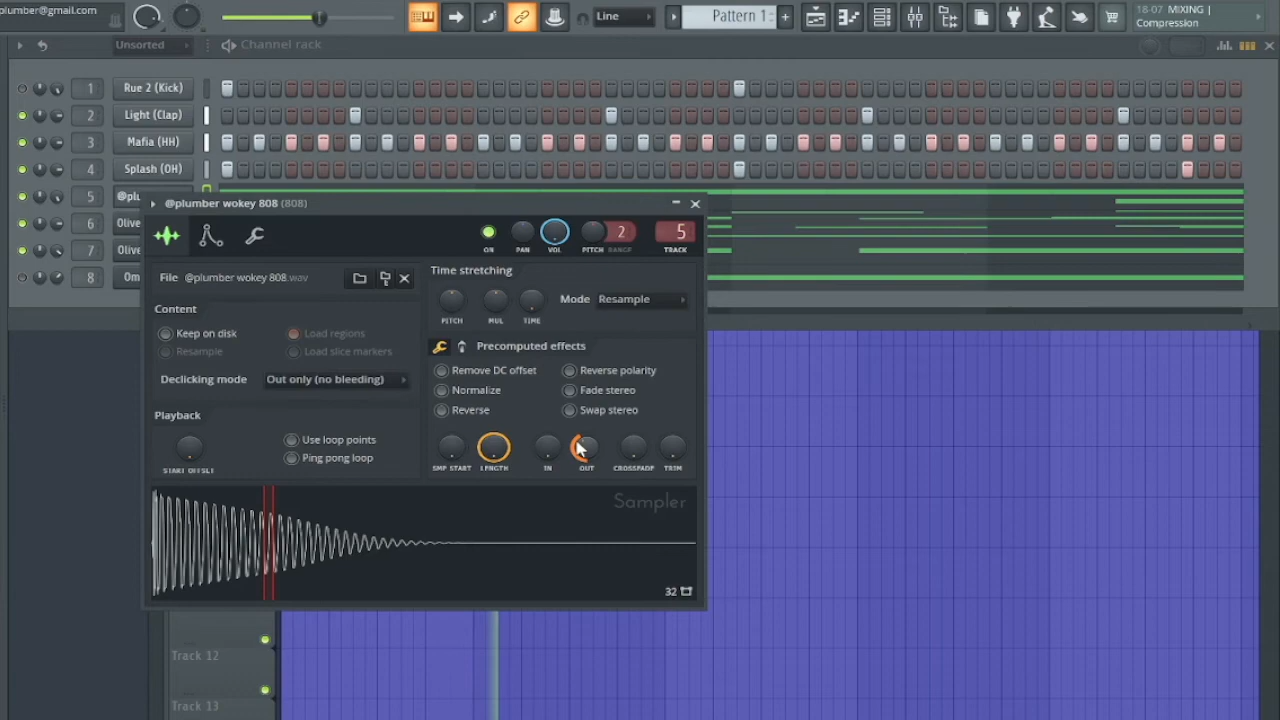 plumber@gmail.com
Line
Pattern 1
18-07 MIXING |
Compression
Unsorted
Channel rack
1 Rue 2 (Kick)
2 Light (Clap)
3 Mafia (HH)
4 Splash (OH)
5 @plu
6 Olive
7 Olive
8 Om
@plumber wokey 808 (808)
ON PAN VOL PITCH RANGE 2 TRACK 5
File @plumber wokey 808.wav
Content
Keep on disk
Load regions
Resample
Load slice markers
Declicking mode Out only (no bleeding)
Playback
START OFFSET
Use loop points
Ping pong loop
Time stretching
PITCH MUL TIME
Mode Resample
Precomputed effects
Remove DC offset
Reverse polarity
Normalize
Fade stereo
Reverse
Swap stereo
SMP START LENGTH IN OUT CROSSFADE TRIM
Sampler
32
Track 12
Track 13